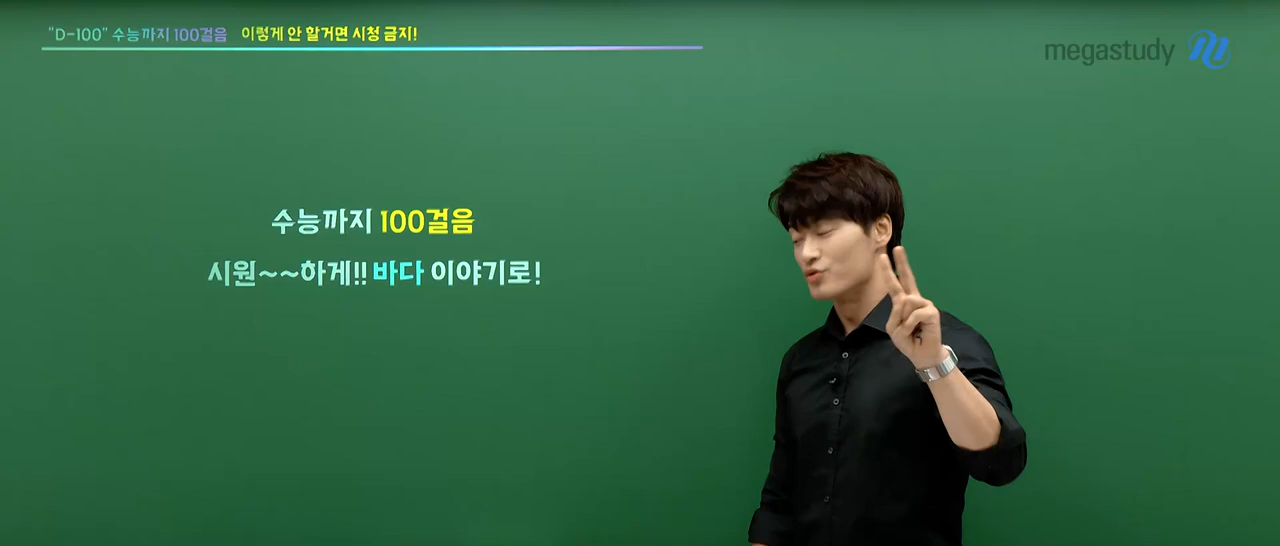 "D-100" 수능까지 100걸음 이렇게 안 할거면 시청 금지!
megastudy
수능까지 100걸음
시원~~하게!! 바다 이야기로!